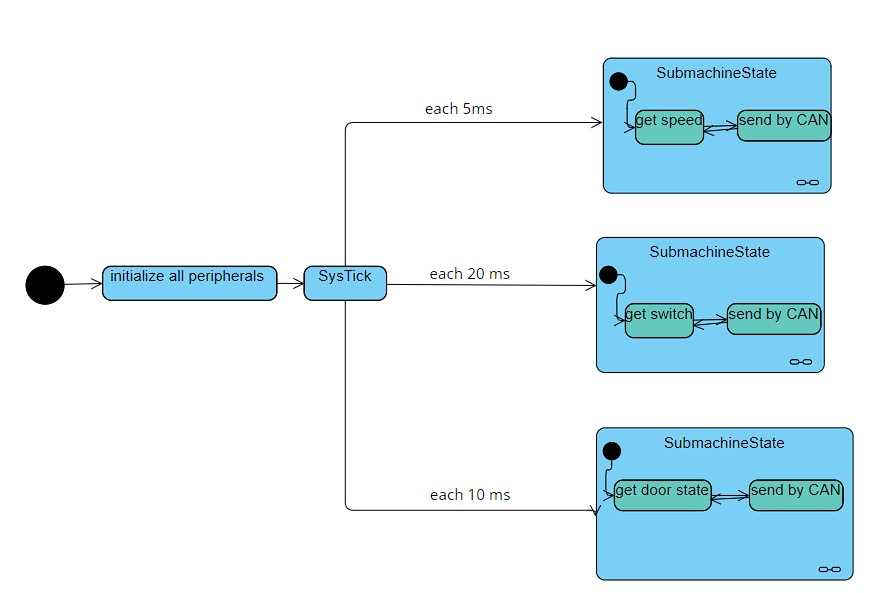 SubmachineState
get speed
send by CAN
each 5ms
SubmachineState
get switch
send by CAN
initialize all peripherals
SysTick
each 20 ms
SubmachineState
get door state
send by CAN
each 10 ms